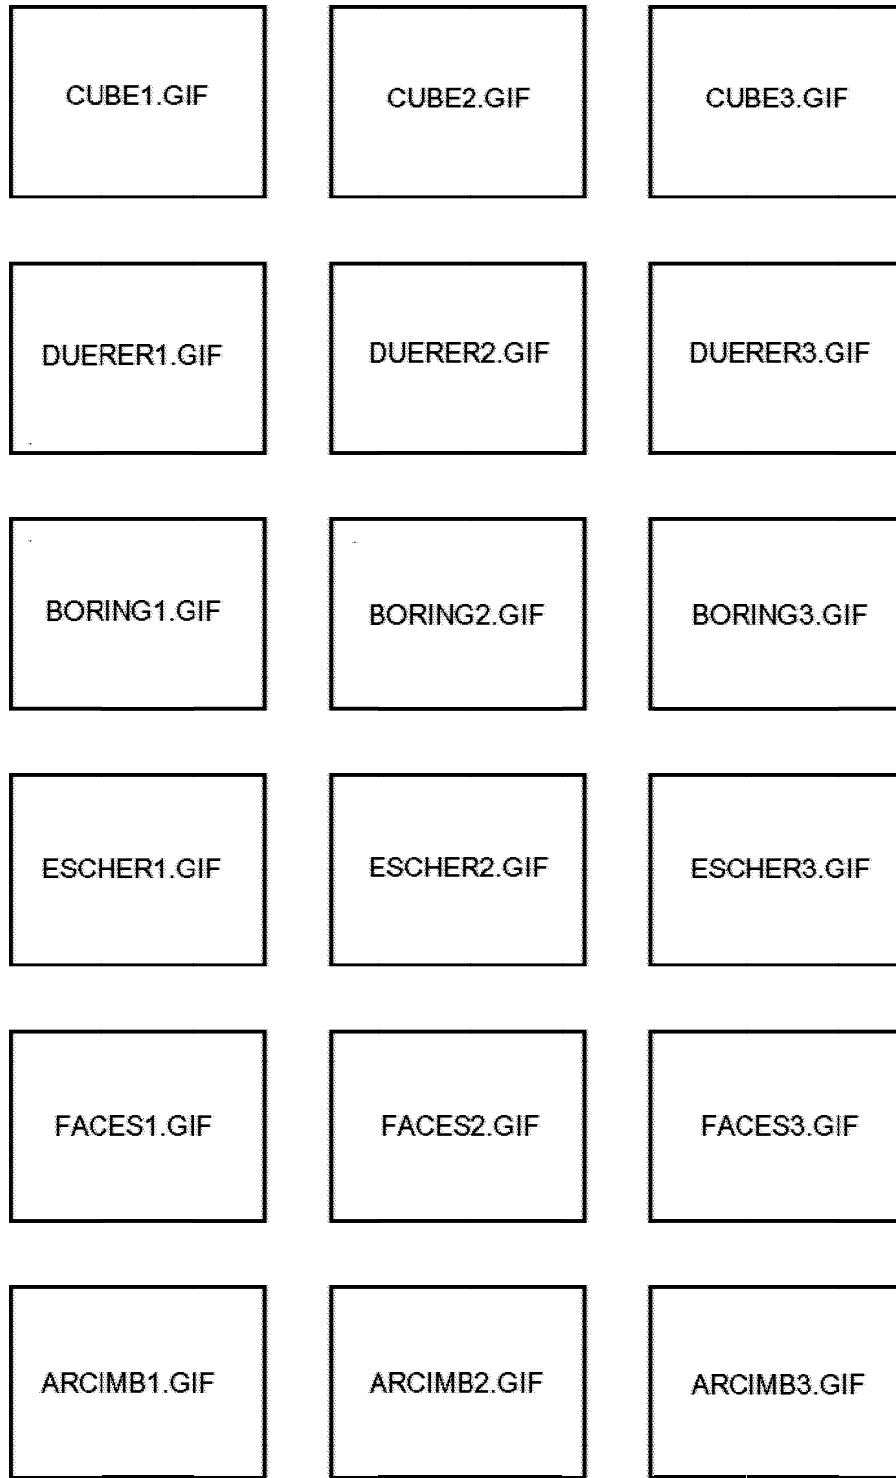 CUBE1.GIF CUBE2.GIF CUBE3.GIF
DUERER1.GIF DUERER2.GIF DUERER3.GIF
BORING1.GIF BORING2.GIF BORING3.GIF
ESCHER1.GIF ESCHER2.GIF ESCHER3.GIF
FACES1.GIF FACES2.GIF FACES3.GIF
ARCIMB1.GIF ARCIMB2.GIF ARCIMB3.GIF